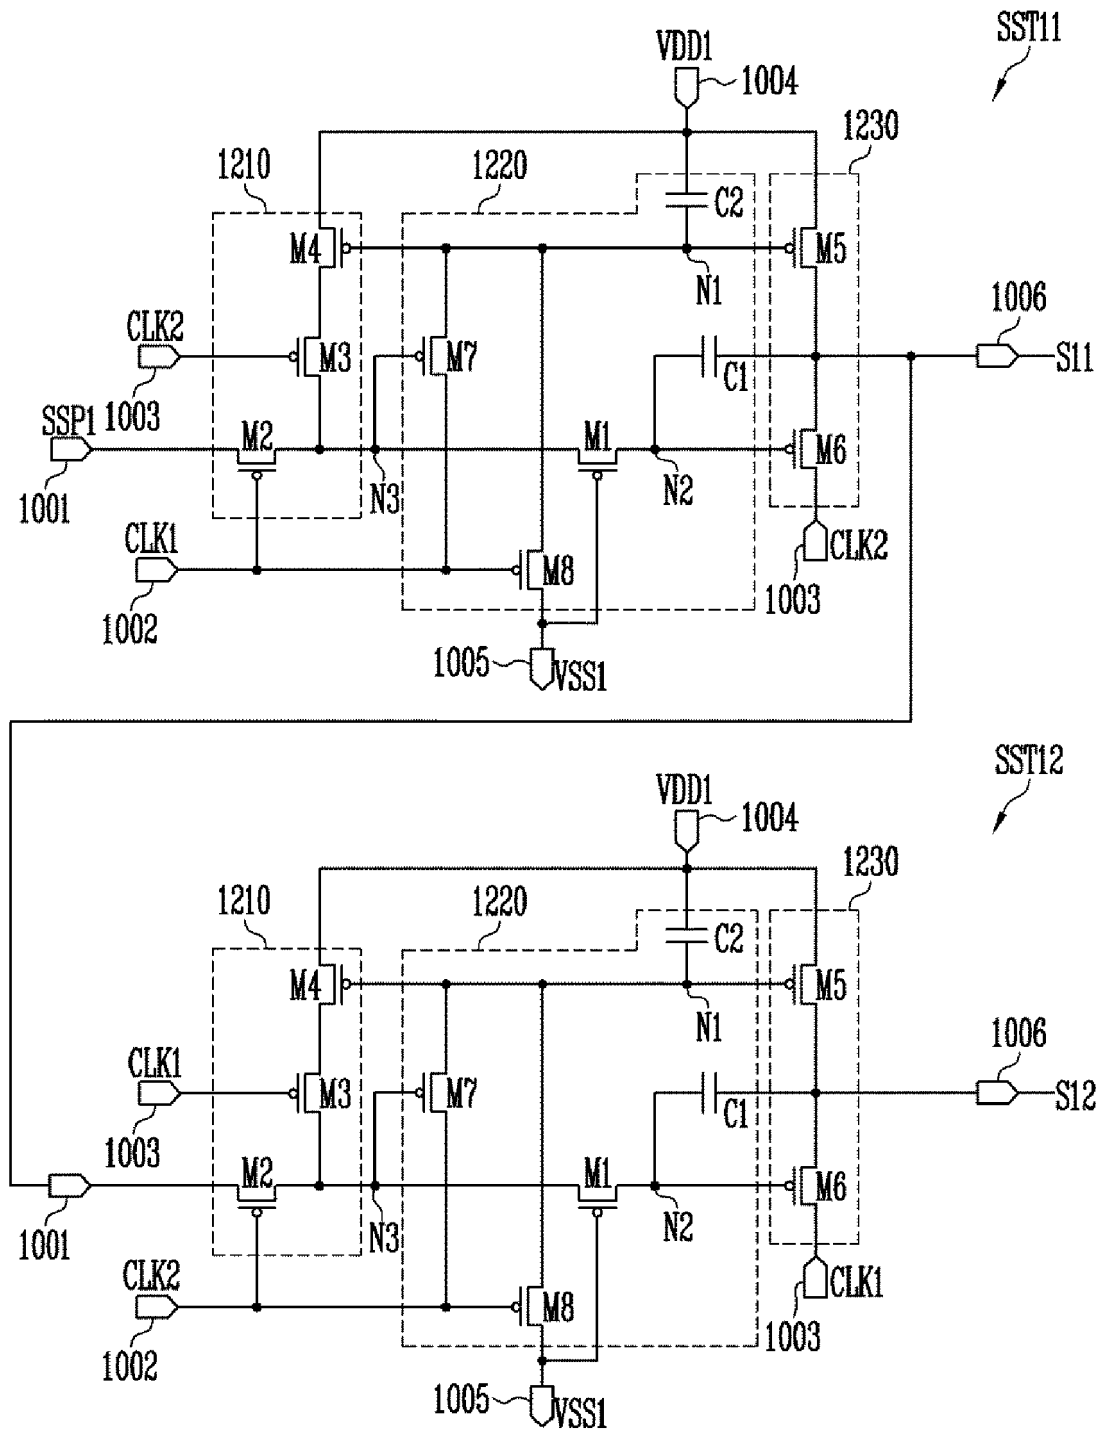 SST11
VDD1
1004
1230
1210
1220
C2
M4
M5
N1
CLK2
1006
M3
M7
C1
S11
1003
SSP1
M2
M1
M6
N3
N2
1001
CLK1
CLK2
M8
1002
1003
1005
VSS1
SST12
VDD1
1004
1230
1210
1220
C2
M4
M5
N1
CLK1
1006
M3
M7
C1
S12
1003
M2
M1
M6
1001
N3
N2
CLK2
CLK1
M8
1002
1003
1005
VSS1